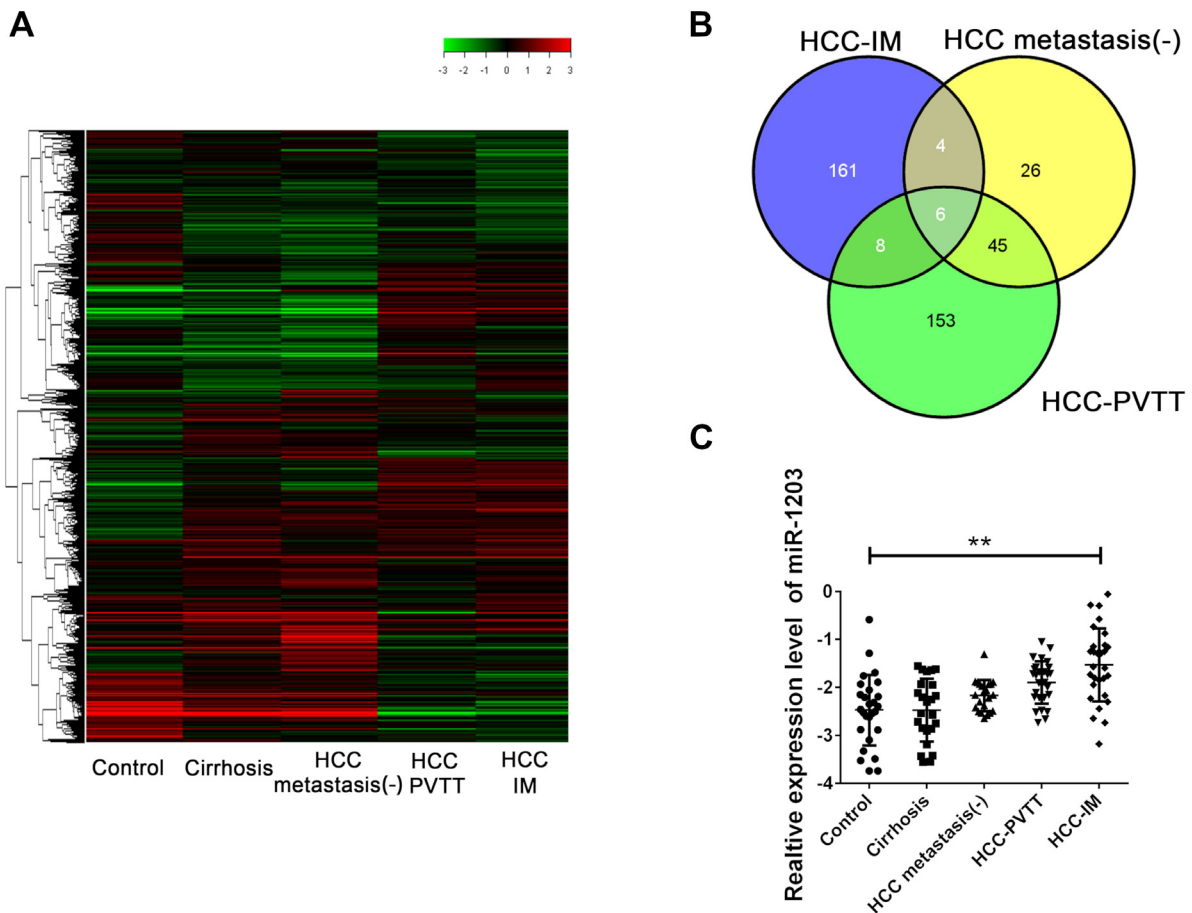 A
-3 -2 -1 0 1 2 3
Control
Cirrhosis
HCC
metastasis(-)
HCC
PVTT
HCC
IM
B
HCC-IM
HCC metastasis(-)
4
161
26
6
8
45
153
HCC-PVTT
C
Realtive expression level of miR-1203
**
0
-1
-2
-3
-4
Control
Cirrhosis
HCC metastasis(-)
HCC-PVTT
HCC-IM